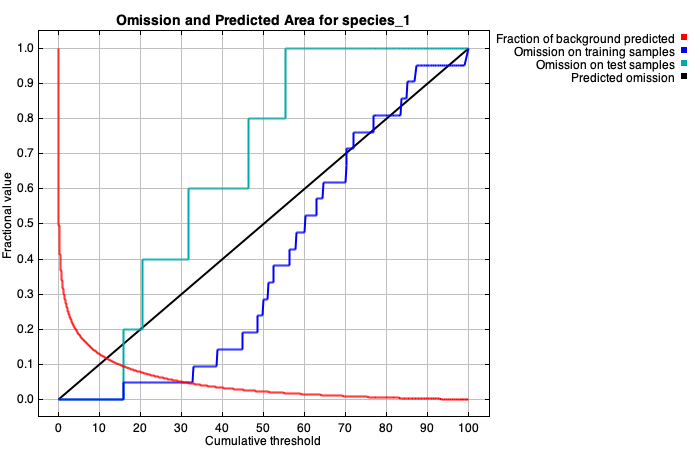 Omission and Predicted Area for species_1
Fraction of background predicted
Omission on training samples
Omission on test samples
Predicted omission
Fractional value
1.0
0.9
0.8
0.7
0.6
0.5
0.4
0.3
0.2
0.1
0.0
0 10 20 30 40 50 60 70 80 90 100
Cumulative threshold